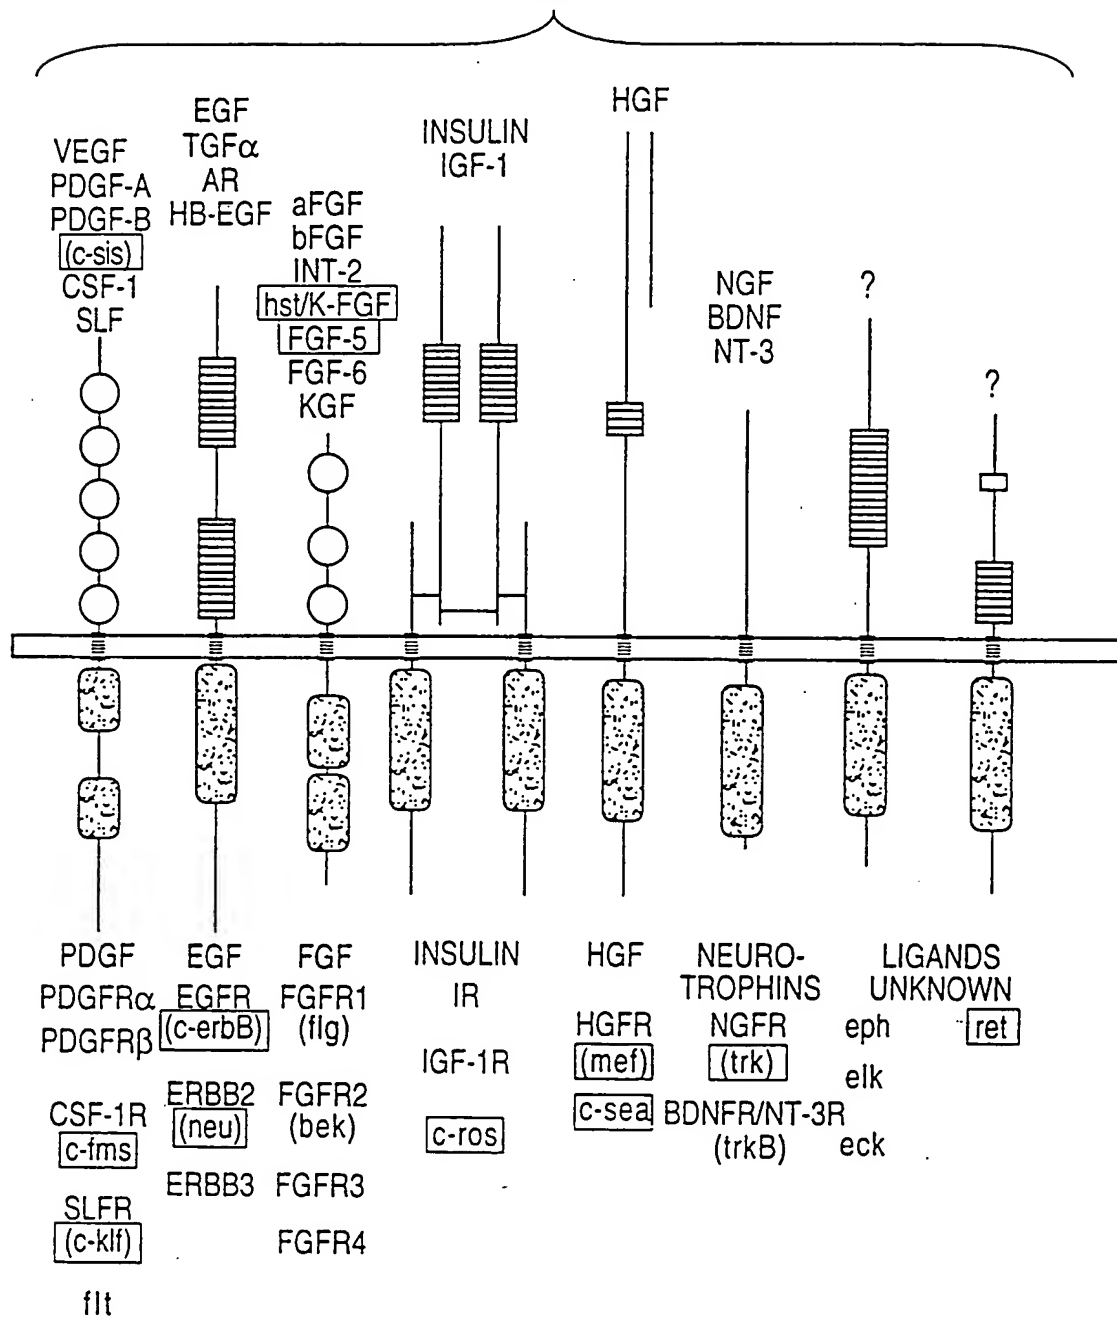 VEGF
PDGF-A
PDGF-B
(c-sis)
CSF-1
SLF
EGF
TGFα
AR
HB-EGF
aFGF
bFGF
INT-2
hst/K-FGF
FGF-5
FGF-6
KGF
INSULIN
IGF-1
HGF
NGF
BDNF
NT-3
?
?
PDGF
PDGFRα
PDGFRβ
CSF-1R
c-fms
SLFR
(c-klf)
flt
EGF
EGFR
(c-erbB)
ERBB2
(neu)
ERBB3
FGF
FGFR1
(flg)
FGFR2
(bek)
FGFR3
FGFR4
INSULIN
IR
IGF-1R
c-ros
HGF
HGFR
(mef)
c-sea
NEURO-
TROPHINS
NGFR
(trk)
BDNFR/NT-3R
(trkB)
LIGANDS
UNKNOWN
eph
elk
eck
ret